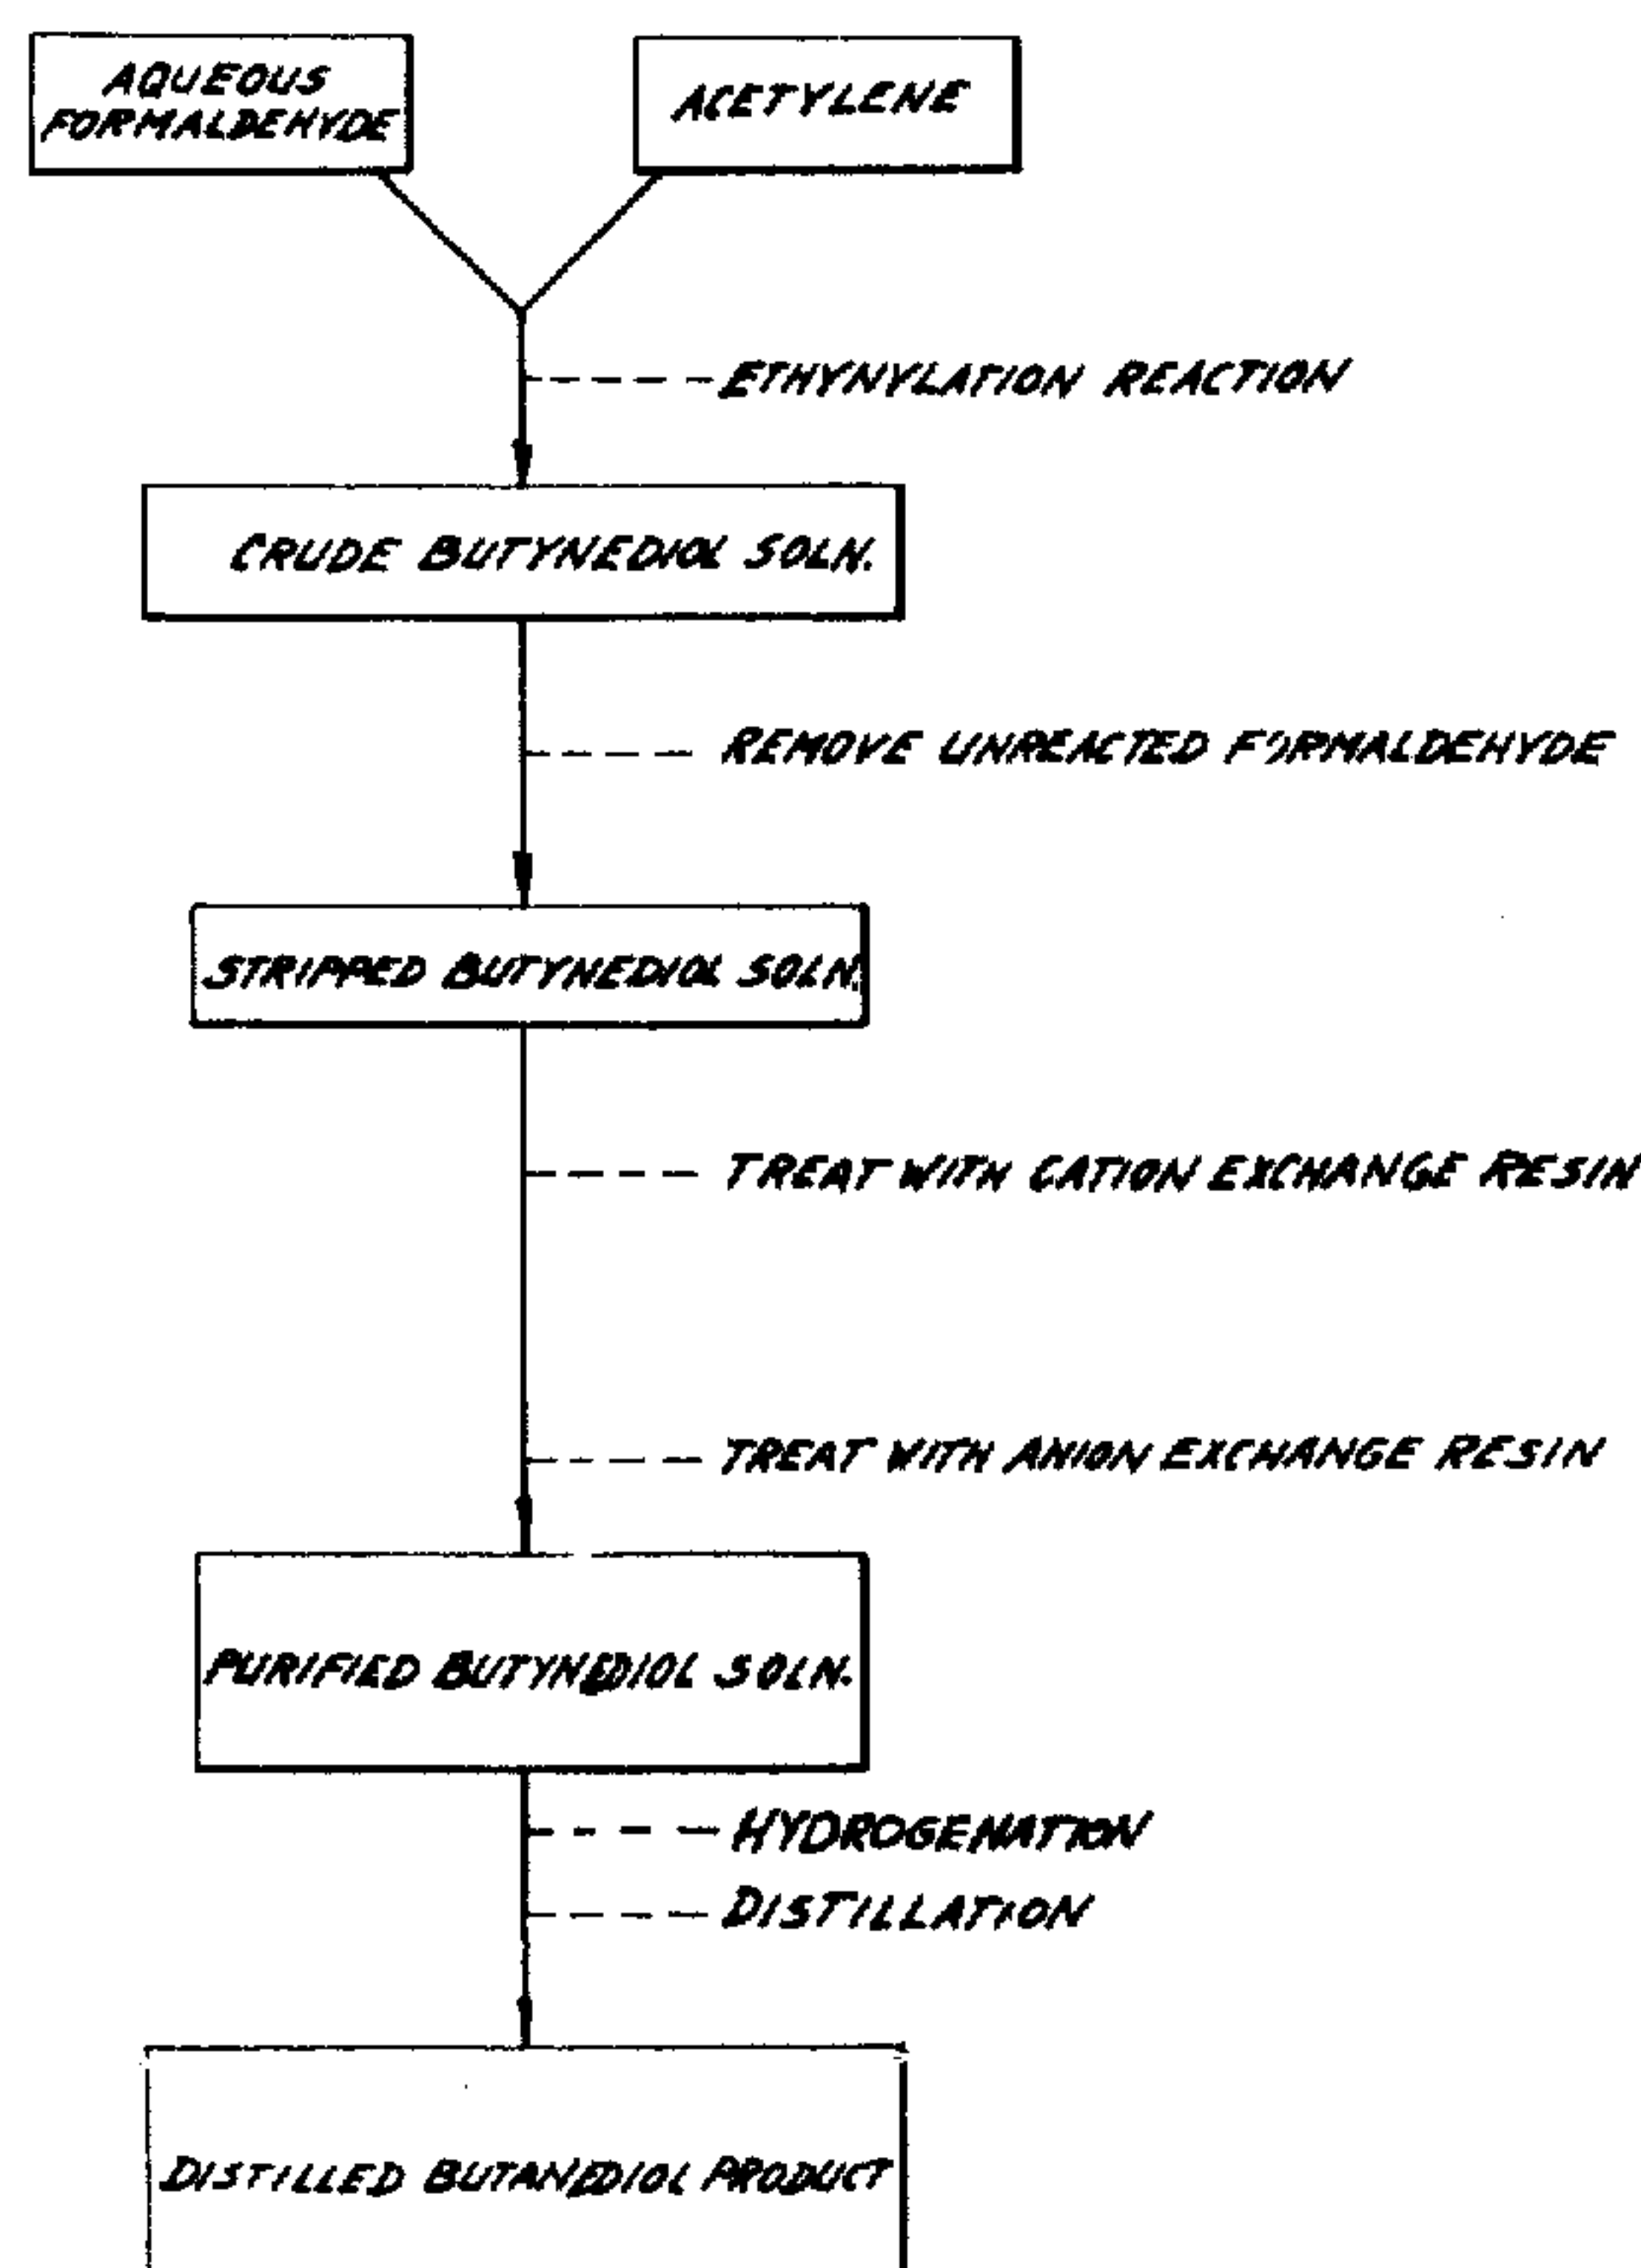 AQUEOUS
FORMALDEHYDE
ACETYLENE
ETHYNYLATION REACTION
CRUDE BUTYNEDIOL SOLN.
REMOVE UNREACTED FORMALDEHYDE
STRIPPED BUTYNEDIOL SOLN.
TREAT WITH CATION EXCHANGE RESIN
TREAT WITH ANION EXCHANGE RESIN
PURIFIED BUTYNEDIOL SOLN.
HYDROGENATION
DISTILLATION
DISTILLED BUTANEDIOL PRODUCT